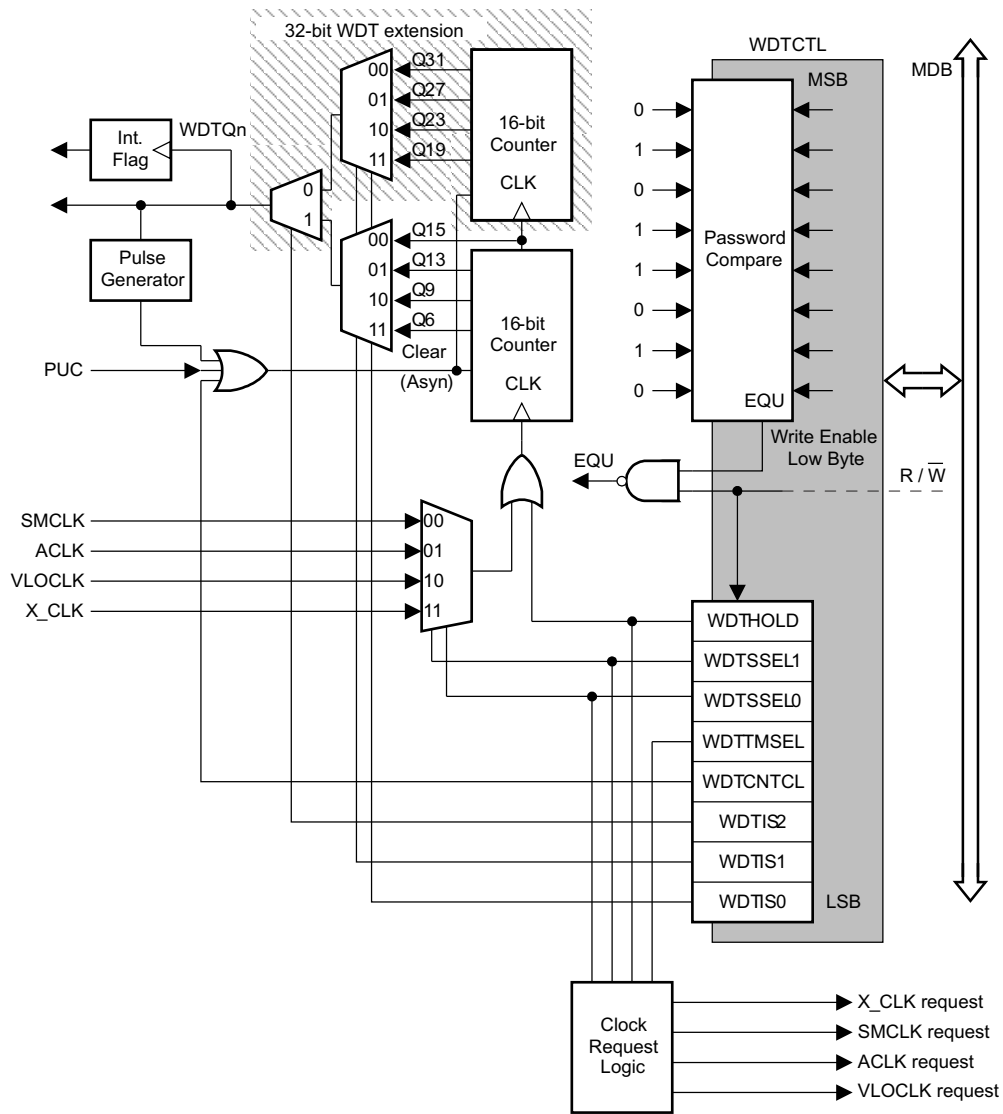 32-bit WDT extension
WDTCTL
MDB
MSB
00 Q31
01 Q27
10 Q23
11 Q19
16-bit
Counter
CLK
Int.
Flag
WDTQn
0
1
Pulse
Generator
00 Q15
01 Q13
10 Q9
11 Q6
16-bit
Counter
CLK
Clear
(Asyn)
PUC
0
1
0
1
1
0
1
0
Password
Compare
EQU
Write Enable
Low Byte
EQU
R / W̅
SMCLK
ACLK
VLOCLK
X_CLK
00
01
10
11
WDTHOLD
WDTSSEL1
WDTSSEL0
WDTTMSEL
WDTCNTCL
WDTIS2
WDTIS1
WDTIS0
LSB
Clock
Request
Logic
X_CLK request
SMCLK request
ACLK request
VLOCLK request